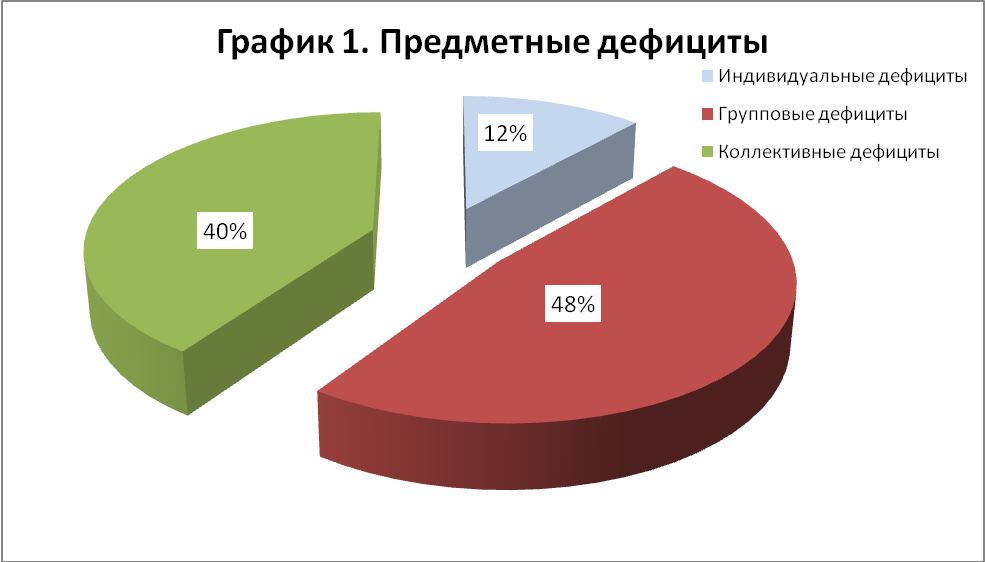 График 1. Предметные дефициты
Индивидуальные дефициты
Групповые дефициты
Коллективные дефициты
12%
40%
48%